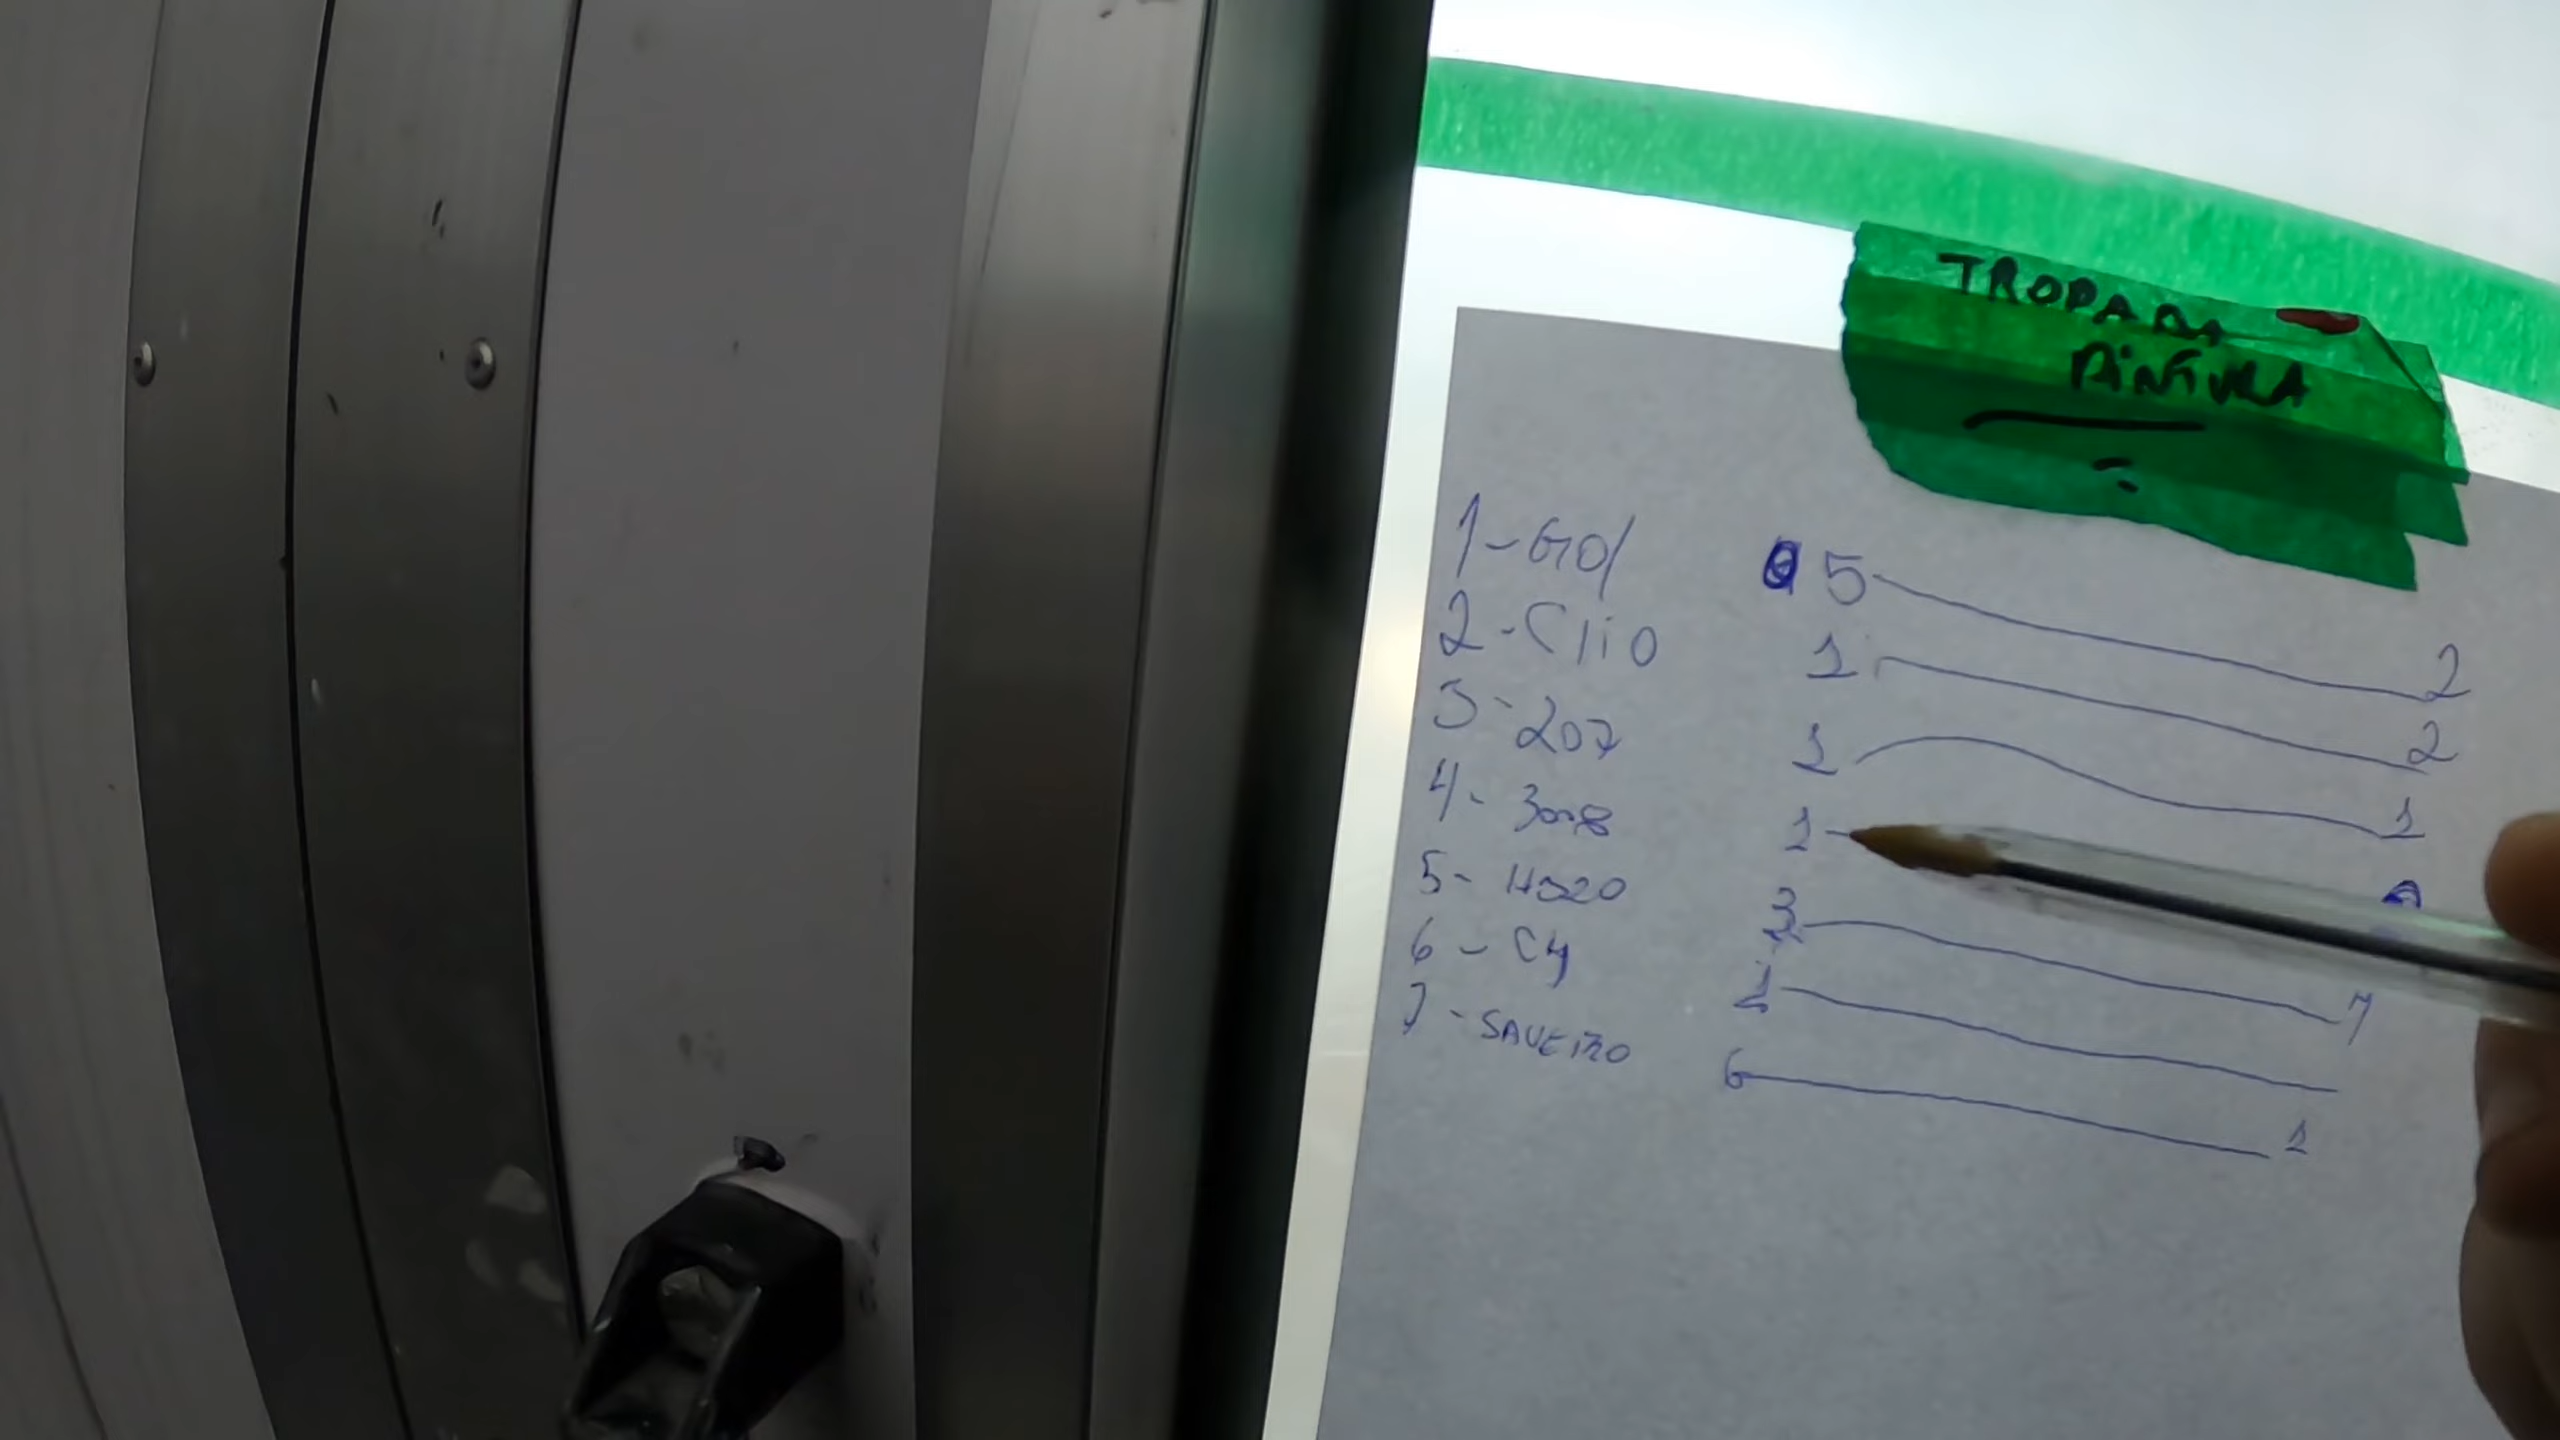 TROPA DA
PINTURA
1-GOl 5 2
2-Clio 1 2
3-207 1 1
4-3008 1
5-HB20 3 7
6-C4 1
7-SAVEIRO 6 1